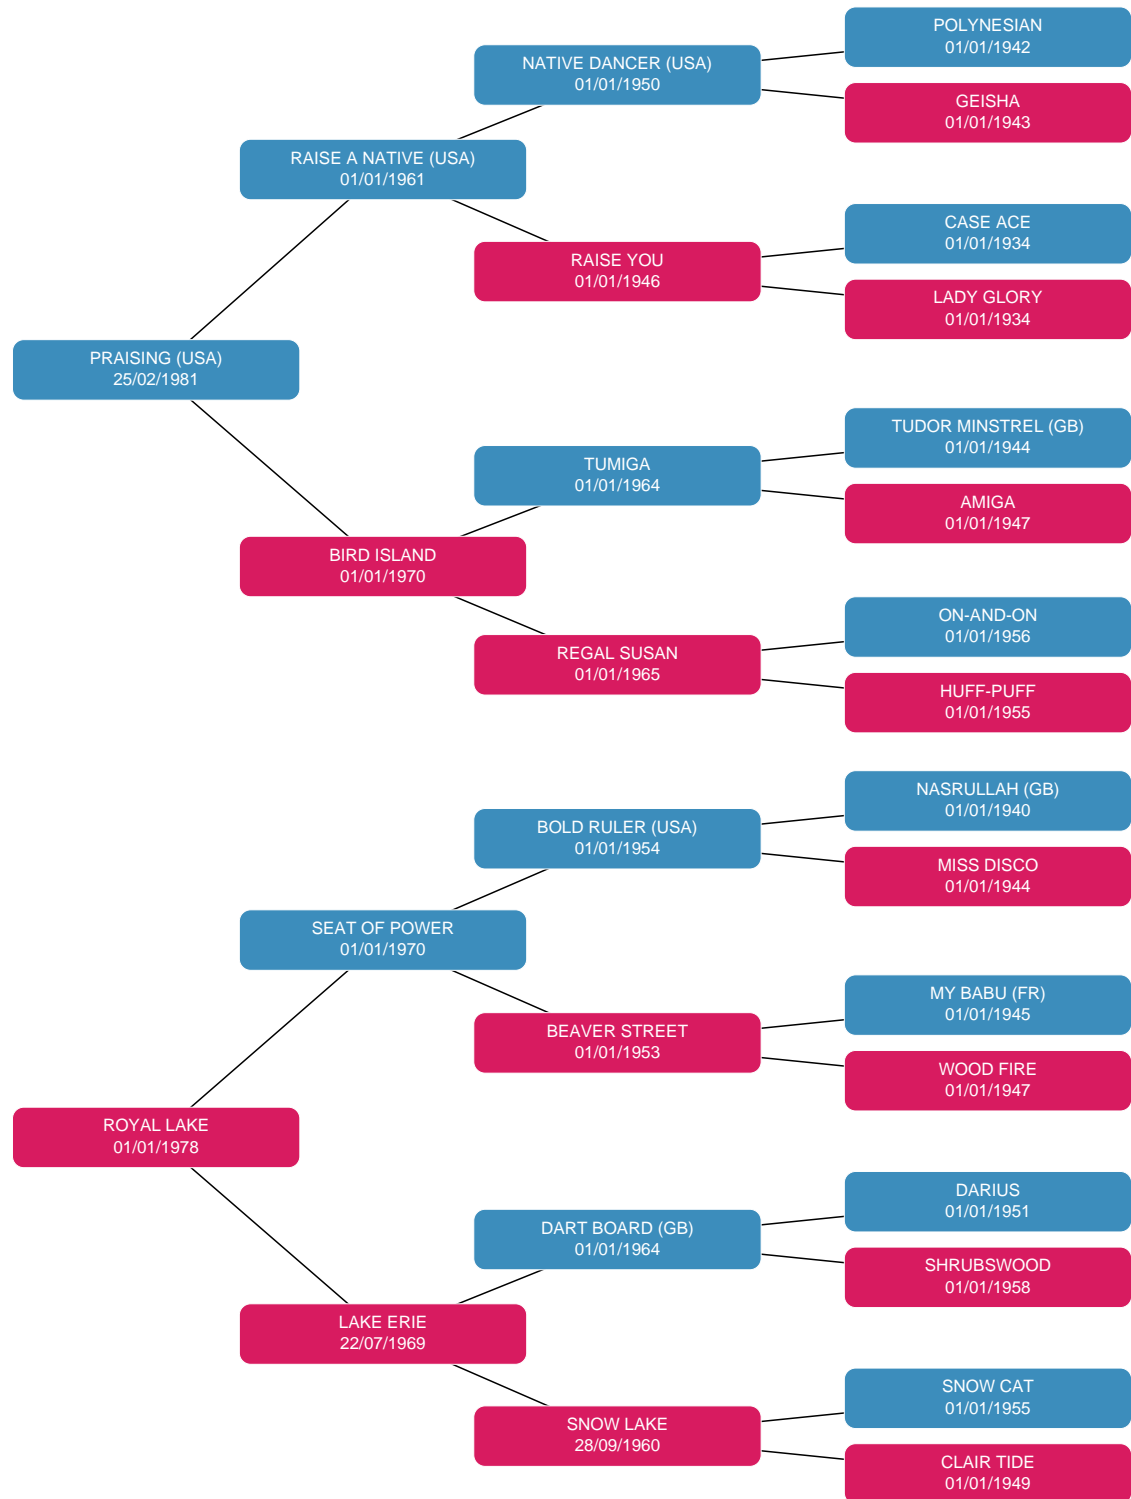 POLYNESIAN
01/01/1942
NATIVE DANCER (USA)
01/01/1950
GEISHA
01/01/1943
RAISE A NATIVE (USA)
01/01/1961
CASE ACE
01/01/1934
RAISE YOU
01/01/1946
LADY GLORY
01/01/1934
PRAISING (USA)
25/02/1981
TUDOR MINSTREL (GB)
01/01/1944
TUMIGA
01/01/1964
AMIGA
01/01/1947
BIRD ISLAND
01/01/1970
ON-AND-ON
01/01/1956
REGAL SUSAN
01/01/1965
HUFF-PUFF
01/01/1955
NASRULLAH (GB)
01/01/1940
BOLD RULER (USA)
01/01/1954
MISS DISCO
01/01/1944
SEAT OF POWER
01/01/1970
MY BABU (FR)
01/01/1945
BEAVER STREET
01/01/1953
WOOD FIRE
01/01/1947
ROYAL LAKE
01/01/1978
DARIUS
01/01/1951
DART BOARD (GB)
01/01/1964
SHRUBSWOOD
01/01/1958
LAKE ERIE
22/07/1969
SNOW CAT
01/01/1955
SNOW LAKE
28/09/1960
CLAIR TIDE
01/01/1949